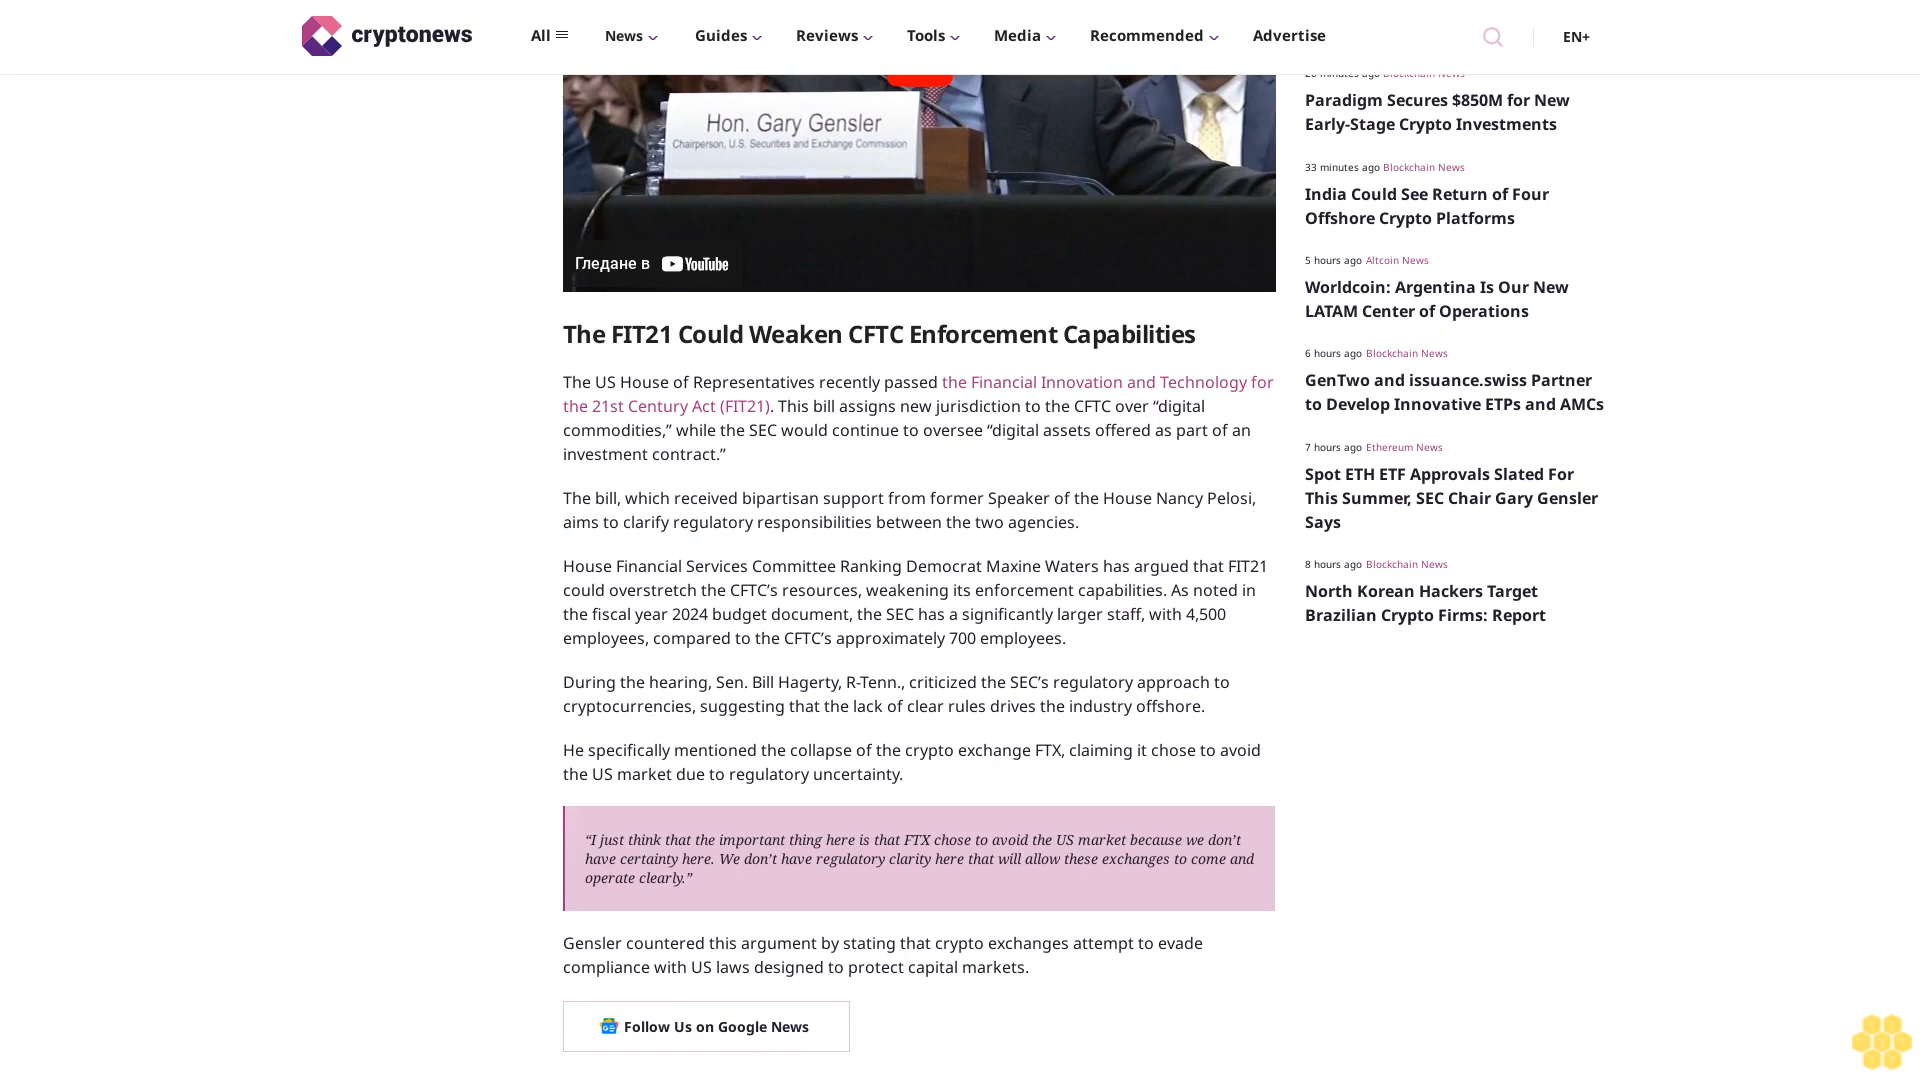 cryptonews
All
News
Guides
Reviews
Tools
Media
Recommended
Advertise
EN+
Hon. Gary Gensler
Chairperson, U.S. Securities and Exchange Commission
Гледане в YouTube
The FIT21 Could Weaken CFTC Enforcement Capabilities
The US House of Representatives recently passed the Financial Innovation and Technology for
the 21st Century Act (FIT21). This bill assigns new jurisdiction to the CFTC over “digital
commodities,” while the SEC would continue to oversee “digital assets offered as part of an
investment contract.”
The bill, which received bipartisan support from former Speaker of the House Nancy Pelosi,
aims to clarify regulatory responsibilities between the two agencies.
House Financial Services Committee Ranking Democrat Maxine Waters has argued that FIT21
could overstretch the CFTC’s resources, weakening its enforcement capabilities. As noted in
the fiscal year 2024 budget document, the SEC has a significantly larger staff, with 4,500
employees, compared to the CFTC’s approximately 700 employees.
During the hearing, Sen. Bill Hagerty, R-Tenn., criticized the SEC’s regulatory approach to
cryptocurrencies, suggesting that the lack of clear rules drives the industry offshore.
He specifically mentioned the collapse of the crypto exchange FTX, claiming it chose to avoid
the US market due to regulatory uncertainty.
“I just think that the important thing here is that FTX chose to avoid the US market because we don’t
have certainty here. We don’t have regulatory clarity here that will allow these exchanges to come and
operate clearly.”
Gensler countered this argument by stating that crypto exchanges attempt to evade
compliance with US laws designed to protect capital markets.
Follow Us on Google News
Paradigm Secures $850M for New
Early-Stage Crypto Investments
33 minutes ago Blockchain News
India Could See Return of Four
Offshore Crypto Platforms
5 hours ago Altcoin News
Worldcoin: Argentina Is Our New
LATAM Center of Operations
6 hours ago Blockchain News
GenTwo and issuance.swiss Partner
to Develop Innovative ETPs and AMCs
7 hours ago Ethereum News
Spot ETH ETF Approvals Slated For
This Summer, SEC Chair Gary Gensler
Says
8 hours ago Blockchain News
North Korean Hackers Target
Brazilian Crypto Firms: Report